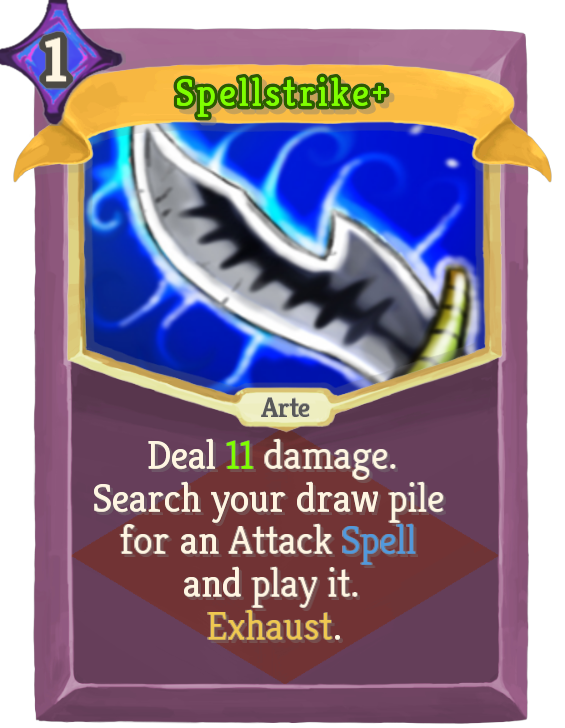 1
Spellstrike+
Arte
Deal 11 damage.
Search your draw pile
for an Attack Spell
and play it.
Exhaust.